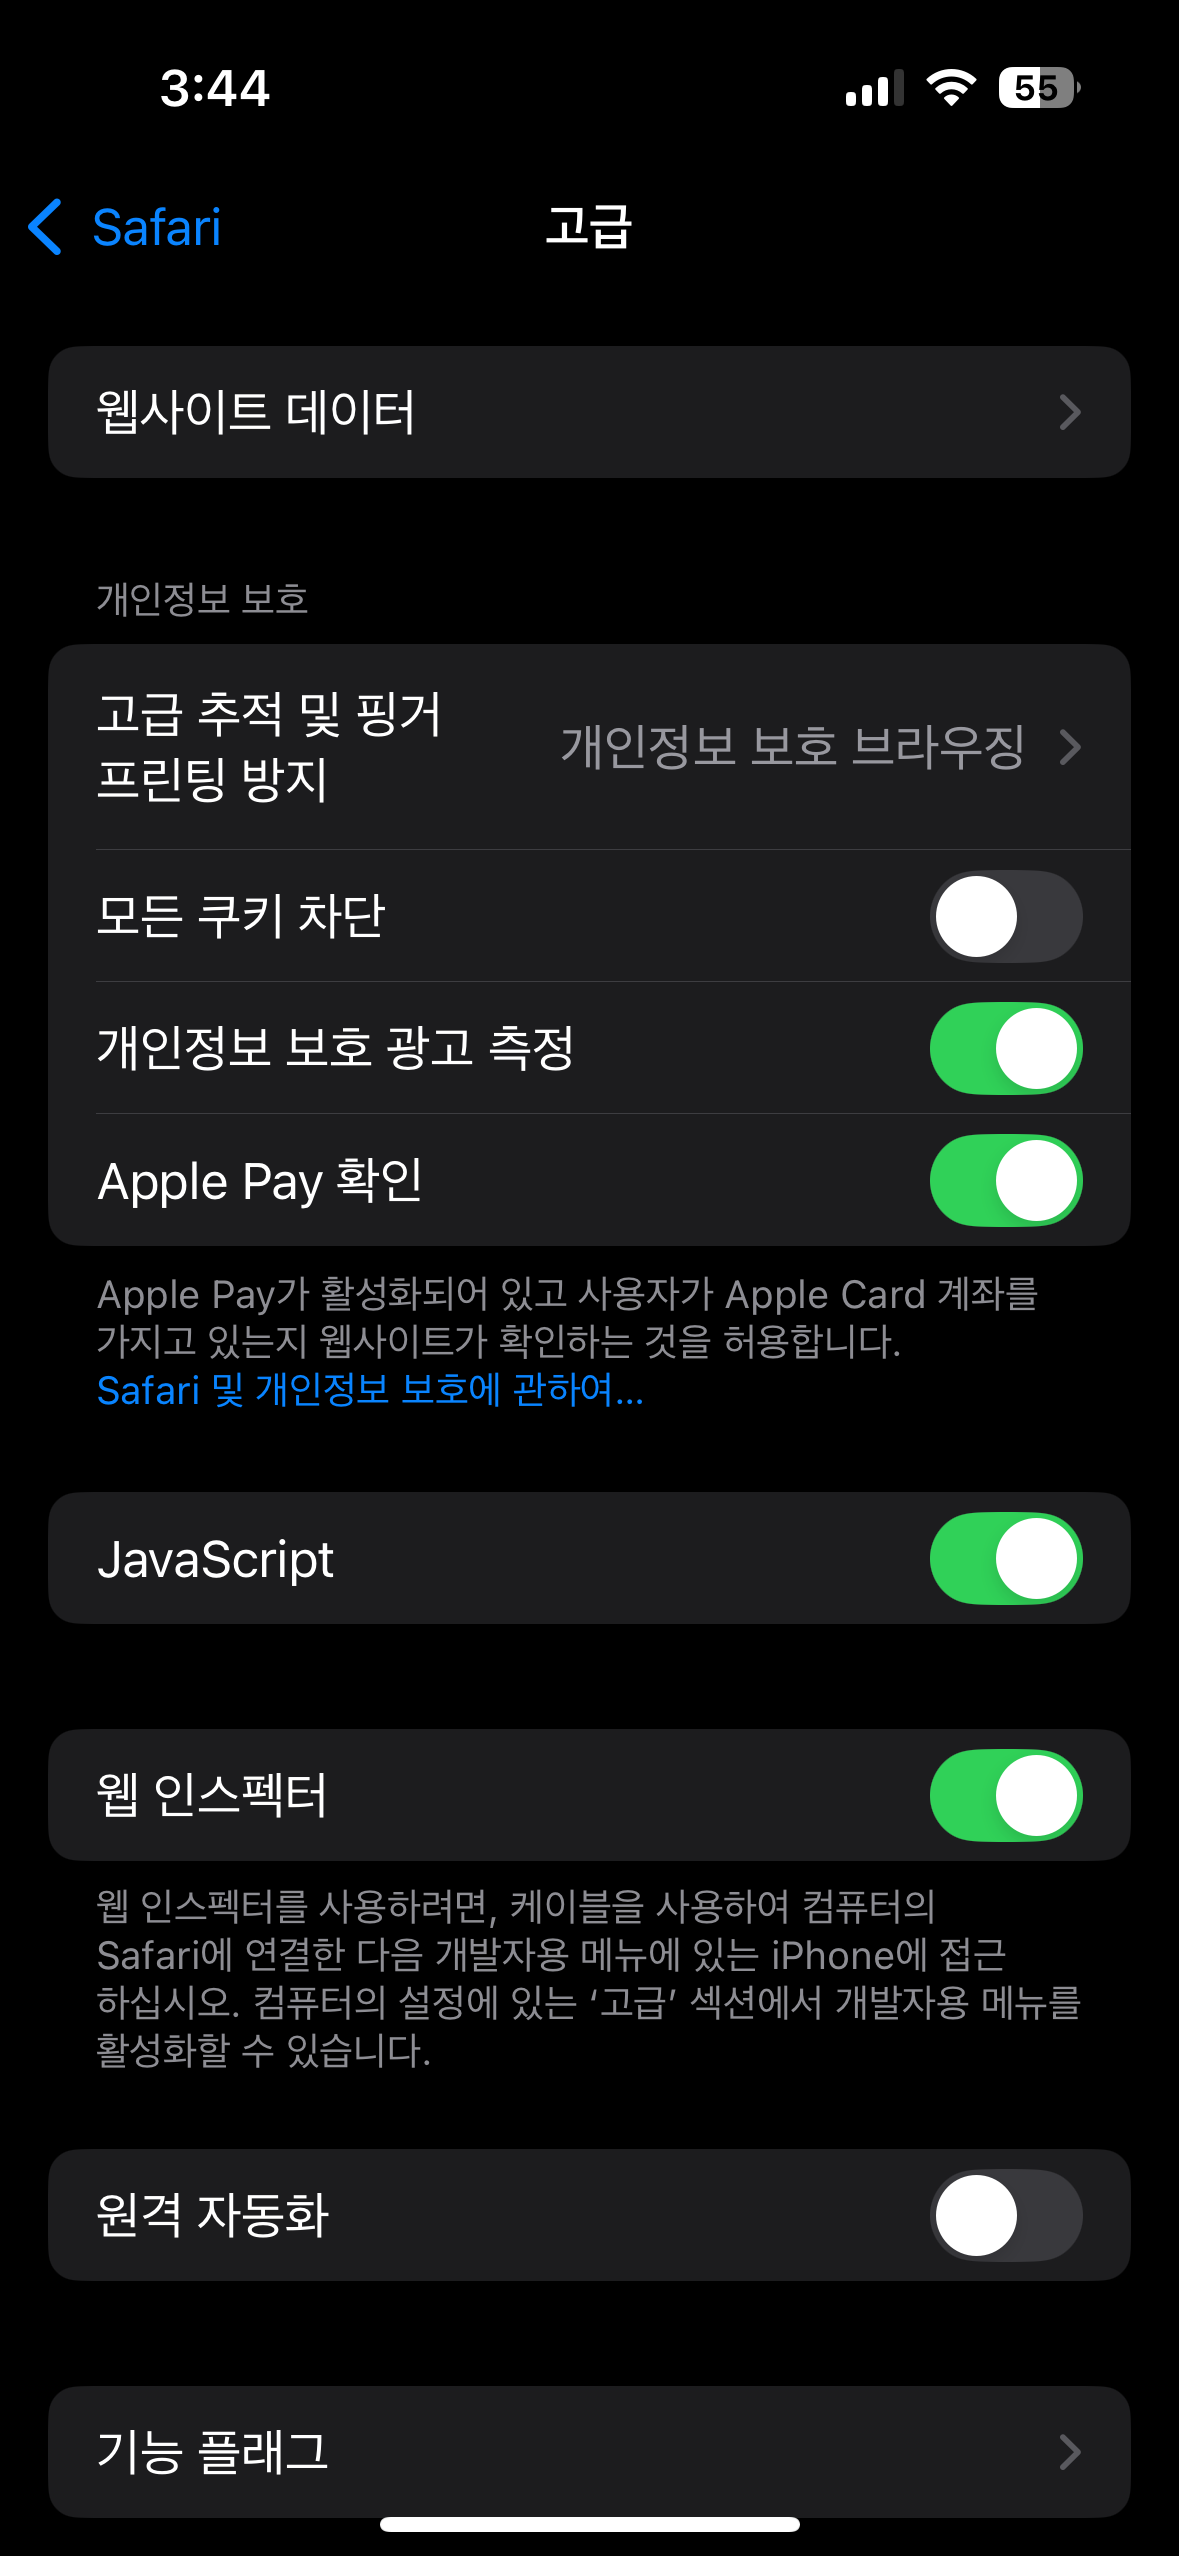 3:44
55
Safari
고급
웹사이트 데이터
개인정보 보호
고급 추적 및 핑거
프린팅 방지
개인정보 보호 브라우징
모든 쿠키 차단
개인정보 보호 광고 측정
Apple Pay 확인
Apple Pay가 활성화되어 있고 사용자가 Apple Card 계좌를
가지고 있는지 웹사이트가 확인하는 것을 허용합니다.
Safari 및 개인정보 보호에 관하여...
JavaScript
웹 인스펙터
웹 인스펙터를 사용하려면, 케이블을 사용하여 컴퓨터의
Safari에 연결한 다음 개발자용 메뉴에 있는 iPhone에 접근
하십시오. 컴퓨터의 설정에 있는 ‘고급’ 섹션에서 개발자용 메뉴를
활성화할 수 있습니다.
원격 자동화
기능 플래그